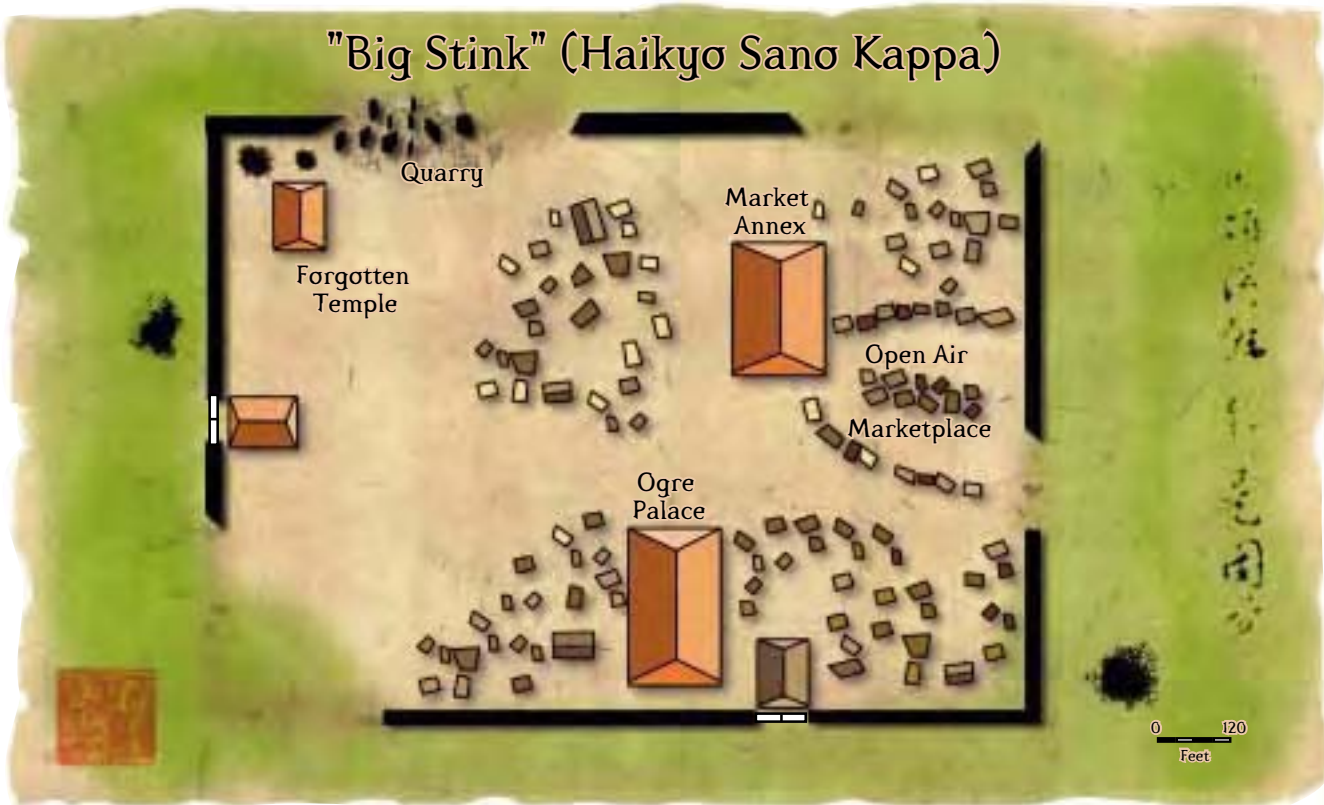 "Big Stink" (Haikyo Sano Kappa)
Quarry
Market
Annex
Forgotten
Temple
Open Air
Marketplace
Ogre
Palace
0 120
Feet